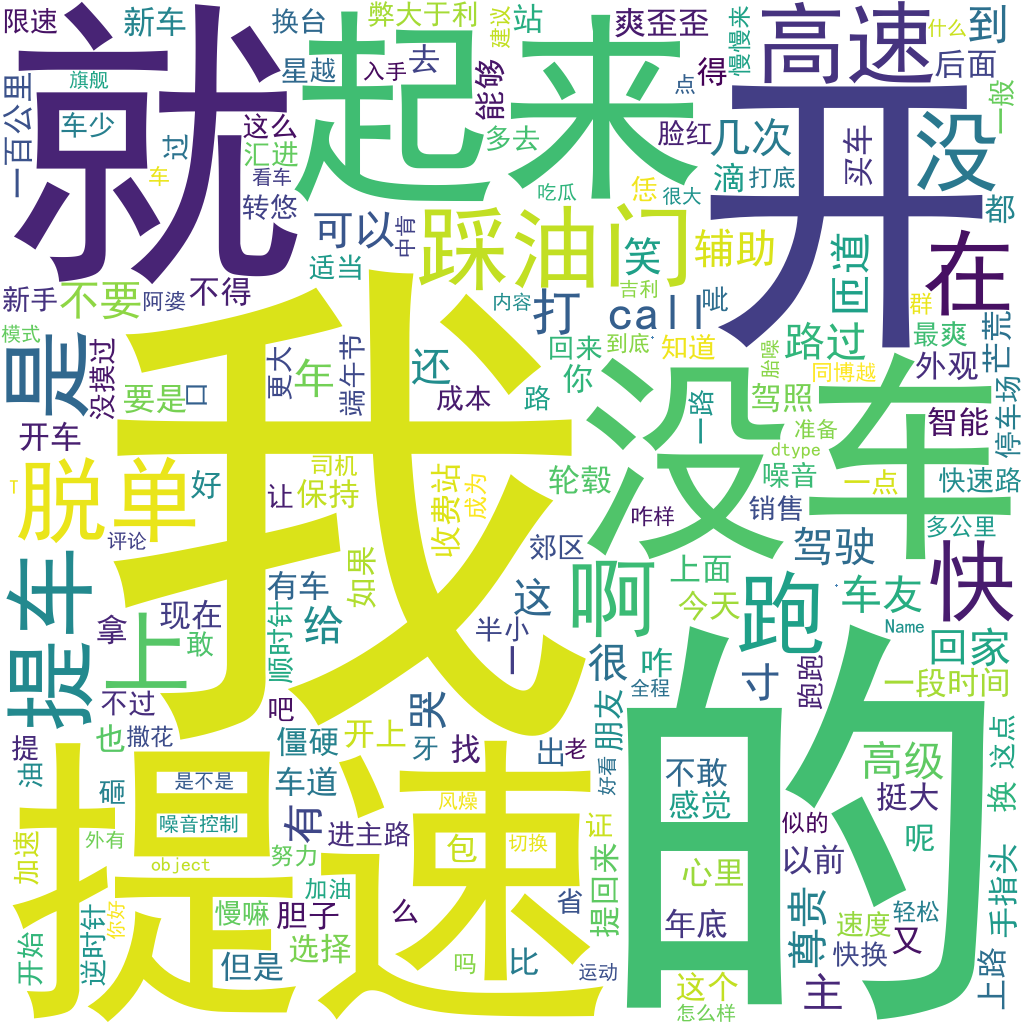 限速
新车
换台
弊大于利
建议
站
爽歪歪
慢慢来
高速
什么
到
后面
旗舰
星越
入手
去
能够
点
得
一般
一百公里
就
起来
开
没
车少
过
这么
汇进
多去
脸红
几次
买车
车
看车
转悠
吃瓜
恁
很大
滴
打底
都
可以
中肯
踩油门
笑
辅助
匝道
在
适当
新手
不要
阿婆
不得
内容
打
call
吉利
呲
群
路过
最爽
芒荒
模式
是
没摸过
要是
口
更大
年
端午节
还
回来
到底
知道
胎噪
同博越
外观
停车场
开车
我
成本
路
你
没车
一路
驾照
准备
智能
dtype
噪音
一点
快速路
脱单
好
司机
保持
让
收费站
成为
轮毂
咋样
销售
多公里
T
评论
有车
如果
郊区
啊
上面
驾驶
快
提车
上
拿
现在
敢
顺时针
给
这
半小
一
今天
跑
车友
Name
回家
很
咋
全程
寸
跑跑
一段时间
不过
吧
哭
也
撒花
僵硬
开上
牙
找
出
老
朋友
的
提
油
砸
是不是
车道
有
好看
不敢
感觉
高级
挺大
换
这点
提速
噪音控制
进主路
风燥
切换
证
似的
加速
外有
object
努力
包
提回来
心里
以前
呢
手指头
加油
慢嘛
胆子
么
省
年底
尊贵
速度
轻松
开始
逆时针
你好
但是
选择
吗
比
运动
这个
怎么样
主
快换
又
上路